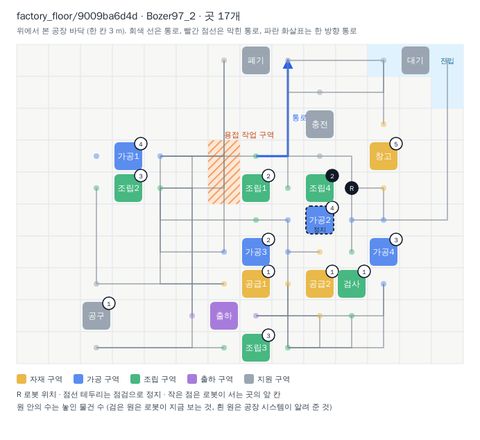 factory_floor/9009ba6d4d · Bozer97_2 · 곳 17개
위에서 본 공장 바닥 (한 칸 3 m). 회색 선은 통로, 빨간 점선은 막힌 통로, 파란 화살표는 한 방향 통로
폐기
대기
통로
충전
용접 작업 구역
4
가공1
5
창고
3
조립2
2
조립1
2
조립4
R
4
가공2
정지
2
가공3
3
가공4
1
공급1
1
공급2
1
검사
1
공구
출하
3
조립3
자재 구역
가공 구역
조립 구역
출하 구역
지원 구역
R 로봇 위치 · 점선 테두리는 점검으로 정지 · 작은 점은 로봇이 서는 곳의 앞 칸
원 안의 수는 놓인 물건 수 (검은 원은 로봇이 지금 보는 것, 흰 원은 공장 시스템이 알려 준 것)